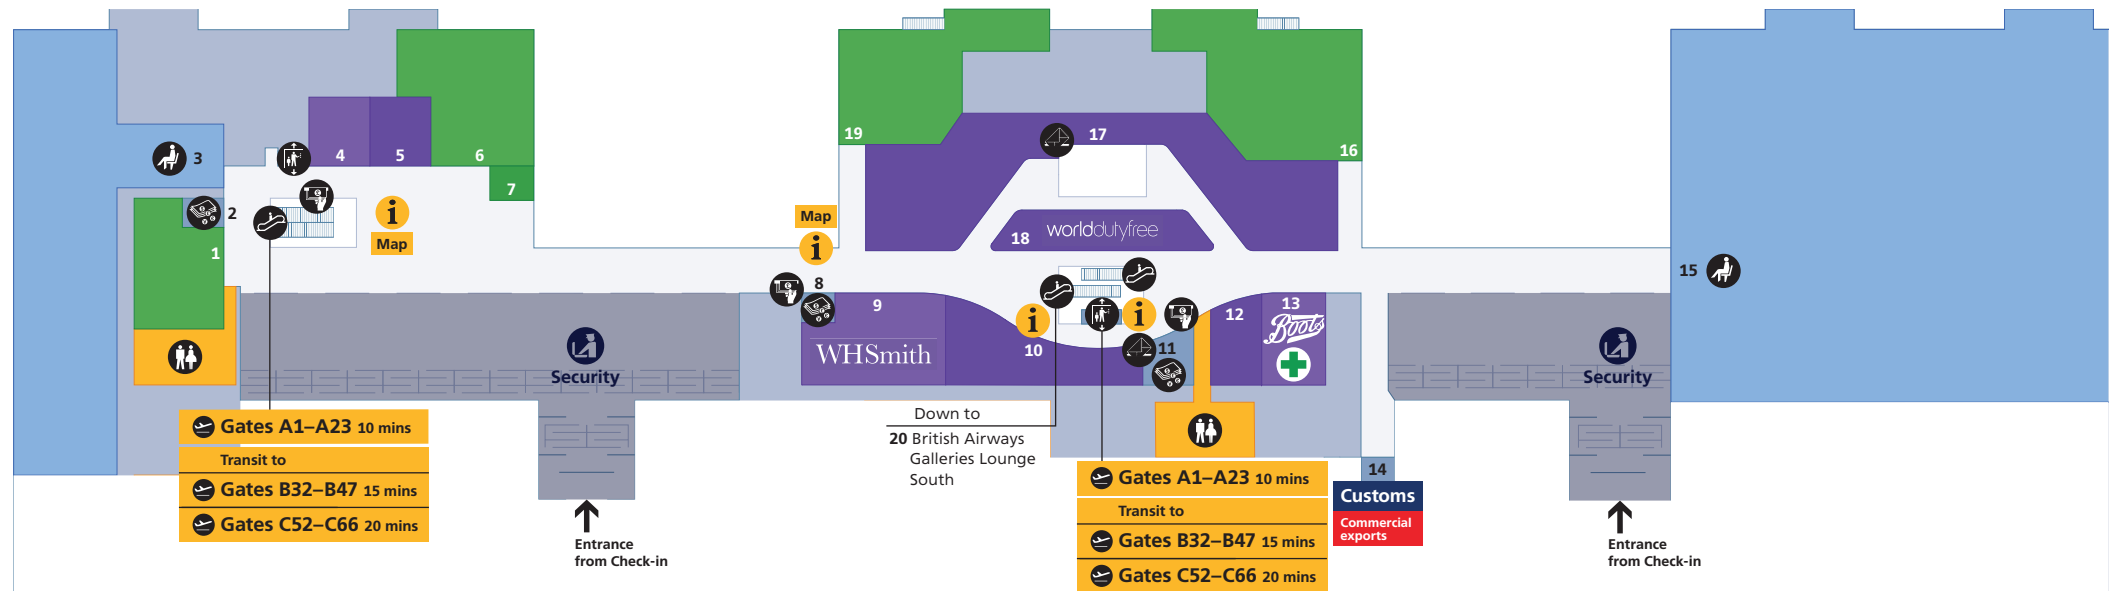 19
17
16
3
4
5
6
7
2
Map
Map
1
18
worlddutyfree
15
8
9
WHSmith
10
11
12
13
Boots
Security
Security
Gates A1–A23 10 mins
Transit to
Gates B32–B47 15 mins
Gates C52–C66 20 mins
Entrance
from Check-in
Down to
20 British Airways
Galleries Lounge
South
Gates A1–A23 10 mins
Transit to
Gates B32–B47 15 mins
Gates C52–C66 20 mins
14
Customs
Commercial
exports
Entrance
from Check-in